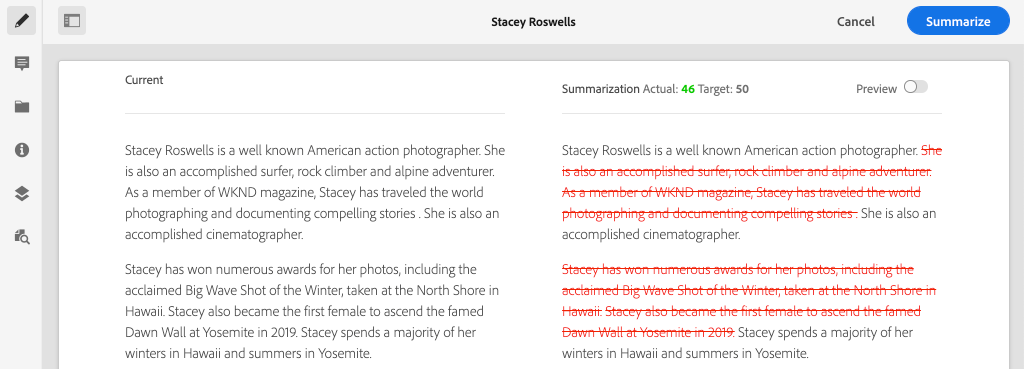 Stacey Roswells
Cancel
Summarize
Current
Stacey Roswells is a well known American action photographer. She
is also an accomplished surfer, rock climber and alpine adventurer.
As a member of WKND magazine, Stacey has traveled the world
photographing and documenting compelling stories . She is also an
accomplished cinematographer.
Stacey has won numerous awards for her photos, including the
acclaimed Big Wave Shot of the Winter, taken at the North Shore in
Hawaii. Stacey also became the first female to ascend the famed
Dawn Wall at Yosemite in 2019. Stacey spends a majority of her
winters in Hawaii and summers in Yosemite.
Summarization Actual: 46 Target: 50
Preview
Stacey Roswells is a well known American action photographer. She
is also an accomplished surfer, rock climber and alpine adventurer.
As a member of WKND magazine, Stacey has traveled the world
photographing and documenting compelling stories . She is also an
accomplished cinematographer.
Stacey has won numerous awards for her photos, including the
acclaimed Big Wave Shot of the Winter, taken at the North Shore in
Hawaii. Stacey also became the first female to ascend the famed
Dawn Wall at Yosemite in 2019. Stacey spends a majority of her
winters in Hawaii and summers in Yosemite.